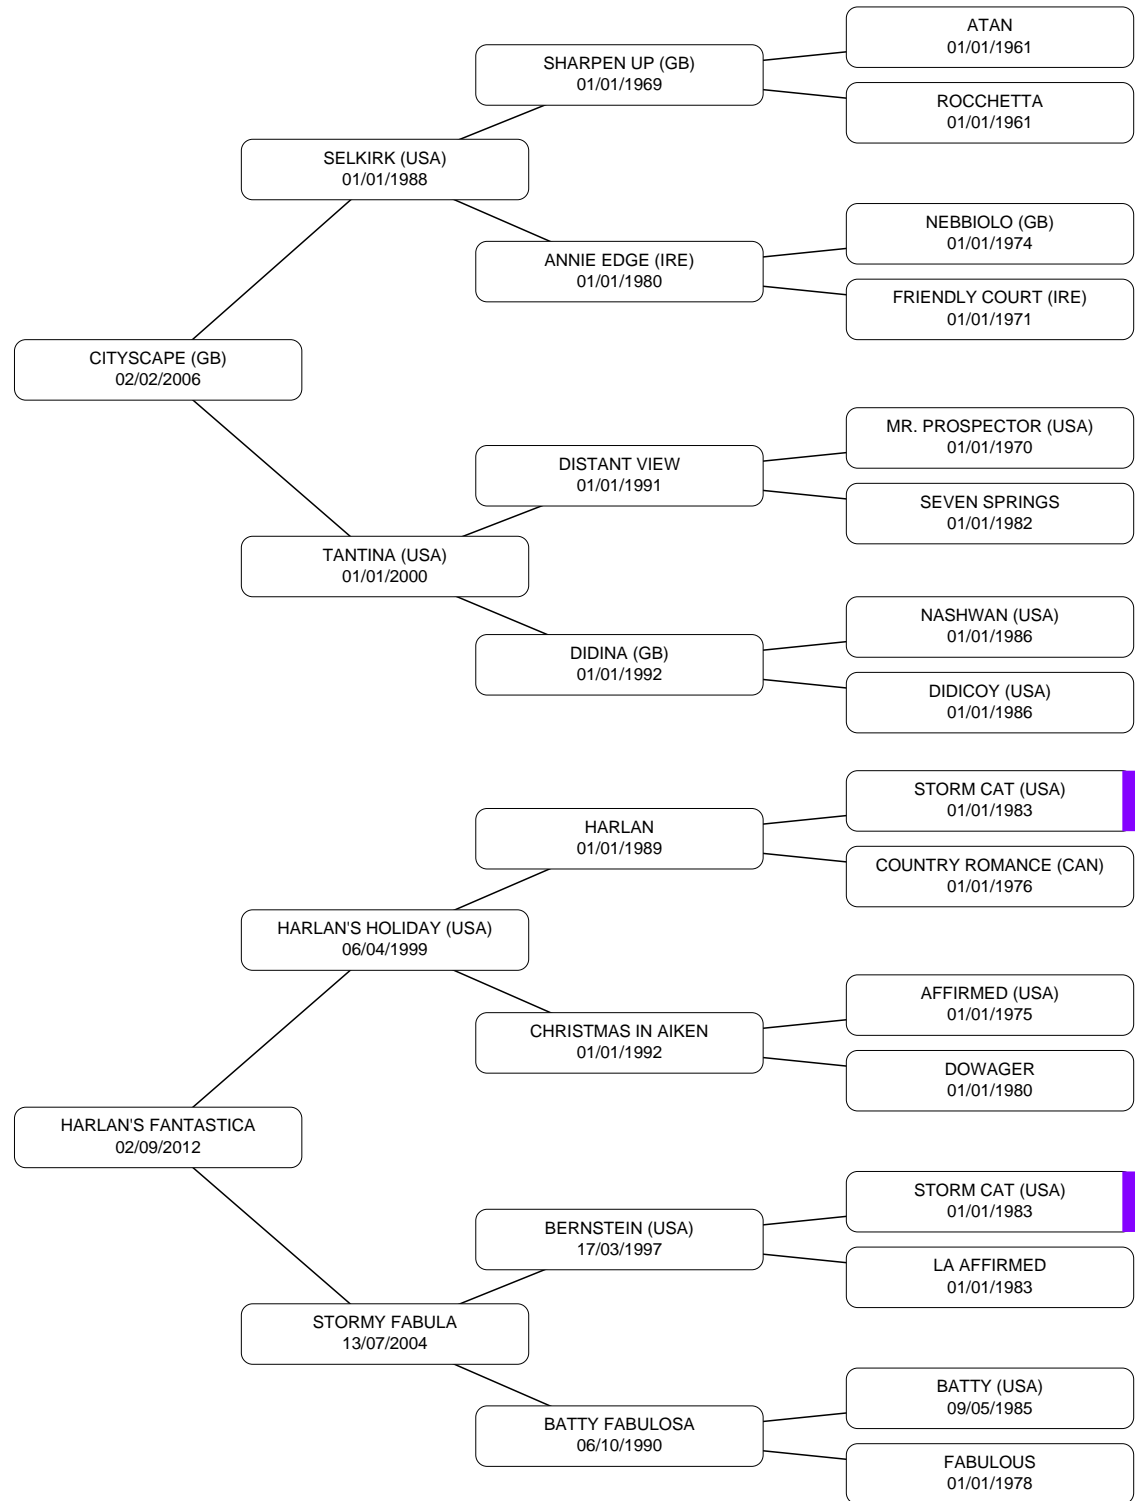 ATAN
01/01/1961
SHARPEN UP (GB)
01/01/1969
ROCCHETTA
01/01/1961
SELKIRK (USA)
01/01/1988
NEBBIOLO (GB)
01/01/1974
ANNIE EDGE (IRE)
01/01/1980
FRIENDLY COURT (IRE)
01/01/1971
CITYSCAPE (GB)
02/02/2006
MR. PROSPECTOR (USA)
01/01/1970
DISTANT VIEW
01/01/1991
SEVEN SPRINGS
01/01/1982
TANTINA (USA)
01/01/2000
NASHWAN (USA)
01/01/1986
DIDINA (GB)
01/01/1992
DIDICOY (USA)
01/01/1986
STORM CAT (USA)
01/01/1983
HARLAN
01/01/1989
COUNTRY ROMANCE (CAN)
01/01/1976
HARLAN'S HOLIDAY (USA)
06/04/1999
AFFIRMED (USA)
01/01/1975
CHRISTMAS IN AIKEN
01/01/1992
DOWAGER
01/01/1980
HARLAN'S FANTASTICA
02/09/2012
STORM CAT (USA)
01/01/1983
BERNSTEIN (USA)
17/03/1997
LA AFFIRMED
01/01/1983
STORMY FABULA
13/07/2004
BATTY (USA)
09/05/1985
BATTY FABULOSA
06/10/1990
FABULOUS
01/01/1978